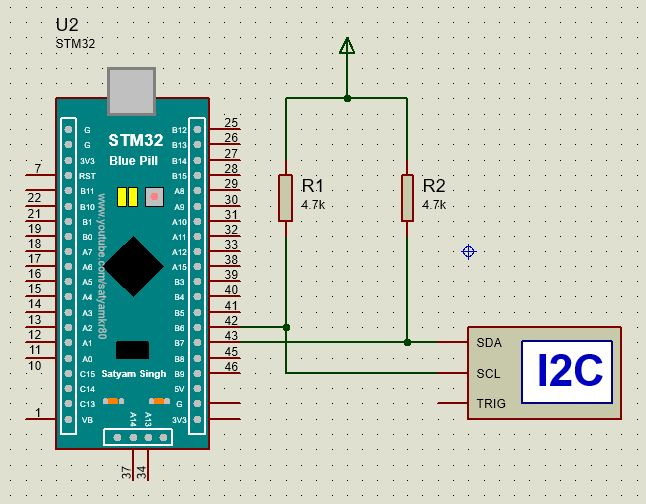 U2
STM32
STM32
Blue Pill
www.youtube.com/satyamkr80
Satyam Singh
7 RST
22 B11
21 B10
19 B1
18 B0
17 A7
16 A6
15 A5
14 A4
13 A3
12 A2
11 A1
10 A0
C15
C14
C13
1 VB
G
G
3V3
B12 25
B13 26
B14 27
B15 28
A8 29
A9 30
A10 31
A11 32
A12 33
A15 38
B3 39
B4 40
B5 41
B6 42
B7 43
B8 45
B9 46
5V
G
3V3
A14
A13
37
34
R1
4.7k
R2
4.7k
SDA
SCL
TRIG
I2C